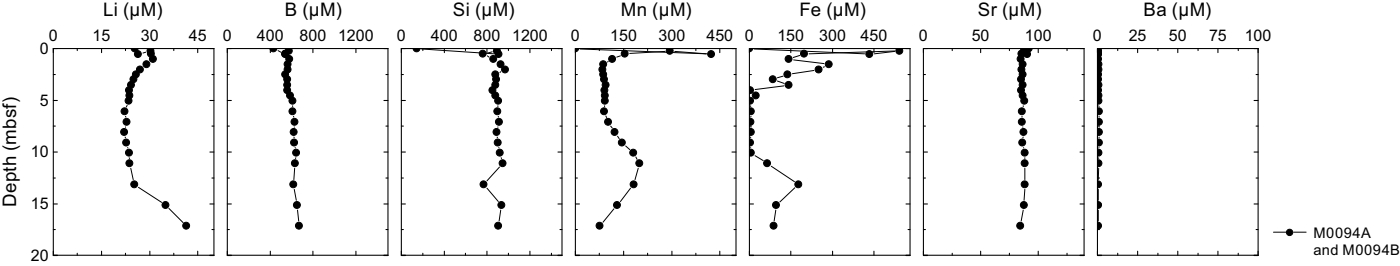 Li (µM) B (µM) Si (µM) Mn (µM) Fe (µM) Sr (µM) Ba (µM)
0 15 30 45 0 400 800 1200 0 400 800 1200 0 150 300 450 0 150 300 450 0 50 100 0 25 50 75 100
0
5
10
15
20
Depth (mbsf)
M0094A
and M0094B